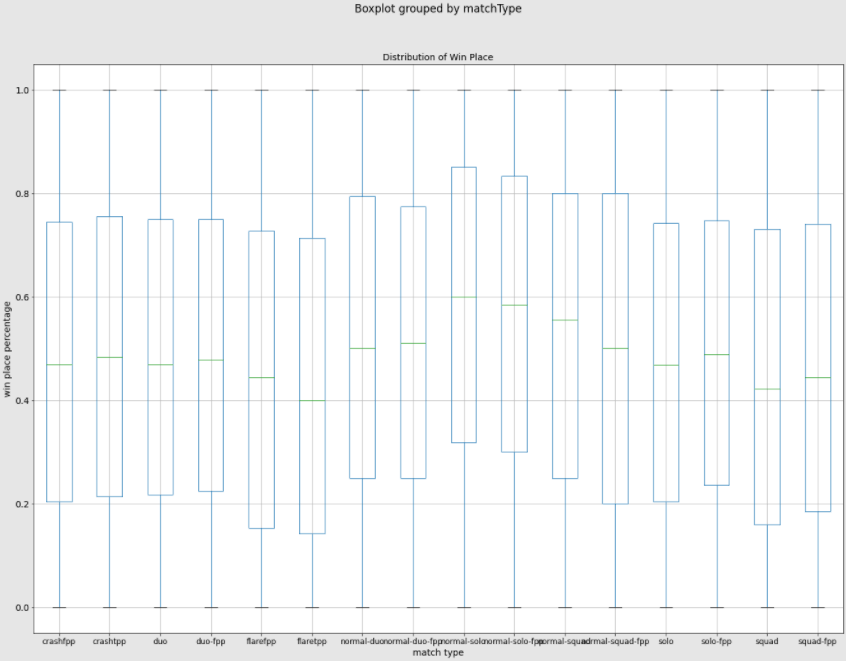 Boxplot grouped by matchType
Distribution of Win Place
win place percentage
1.0
0.8
0.6
0.4
0.2
0.0
crashfpp crashtpp duo duo-fpp flarefpp flaretpp normal-duo normal-duo-fpp normal-solo normal-solo-fpp normal-squad normal-squad-fpp solo solo-fpp squad squad-fpp
match type